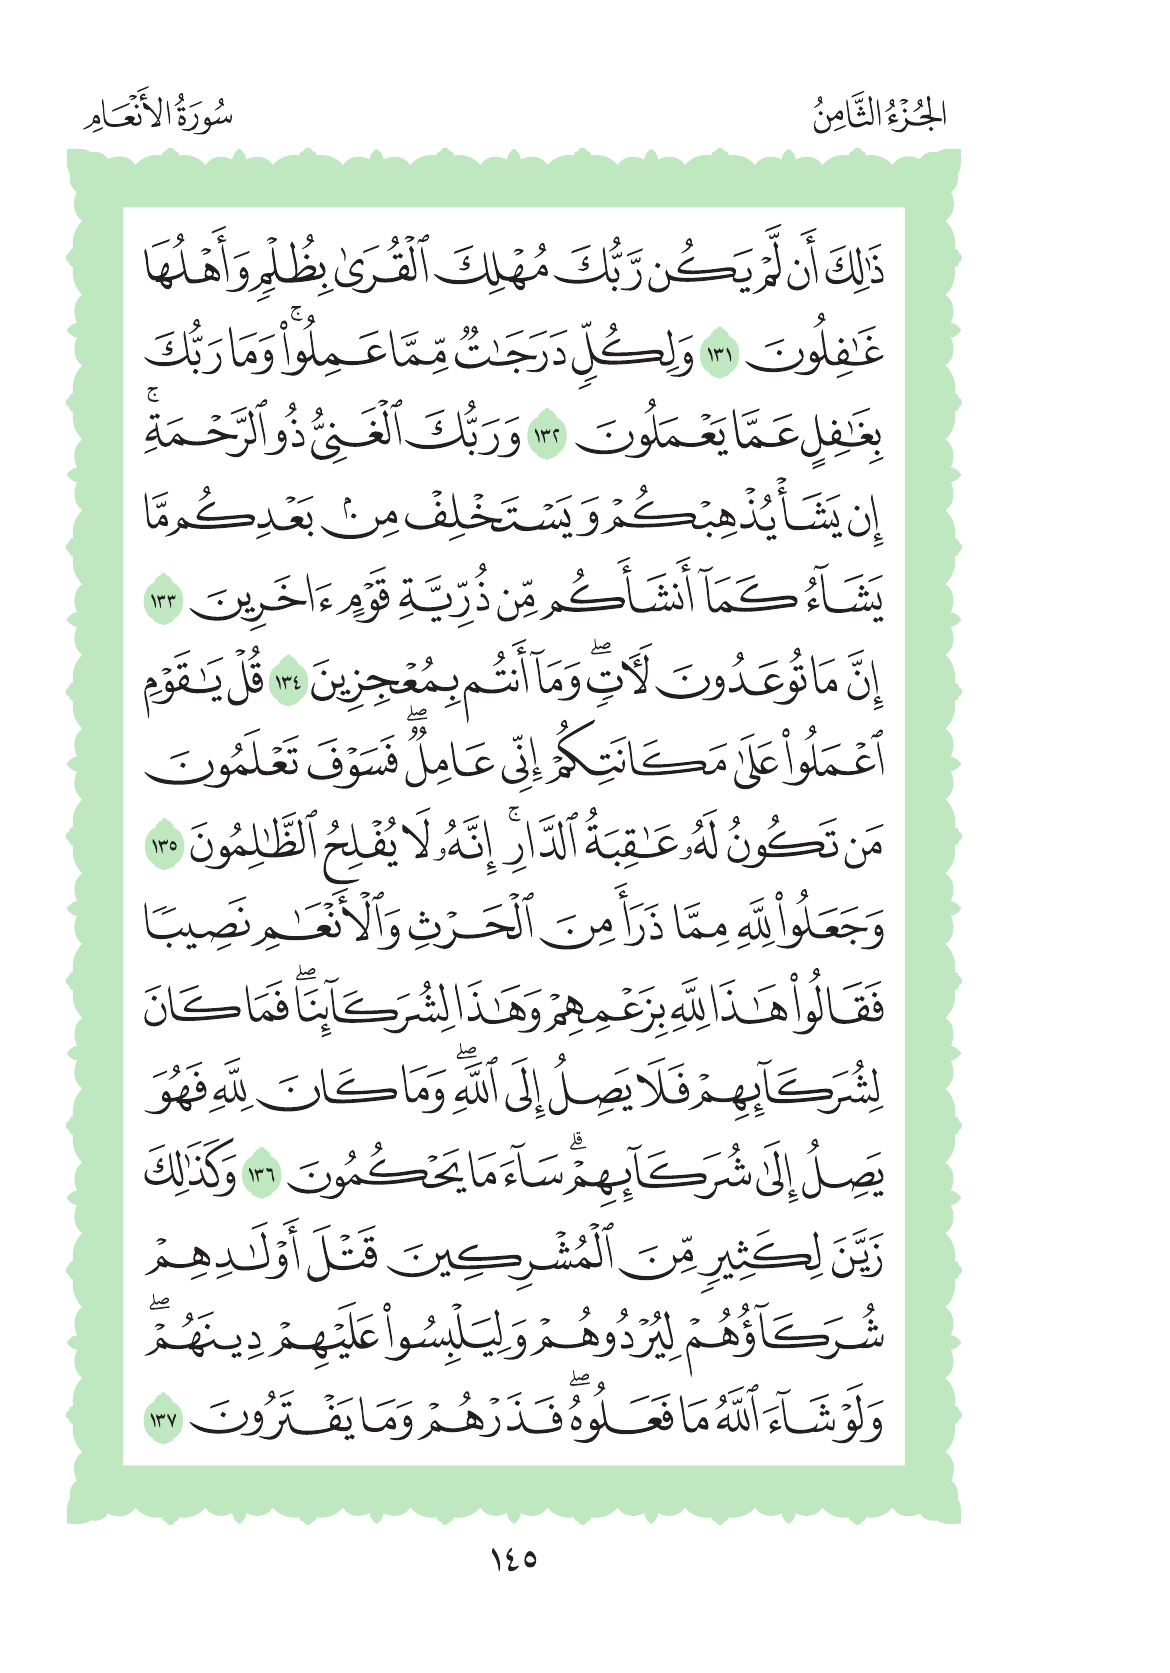 الجُزْءُ الثَّامِنُ
سُورَةُ الأَنْعَامِ
ذَٰلِكَ أَن لَّمْ يَكُن رَّبُّكَ مُهْلِكَ ٱلْقُرَىٰ بِظُلْمٍ وَأَهْلُهَا
غَـٰفِلُونَ ١٣١ وَلِكُلٍّ دَرَجَـٰتٌ مِّمَّا عَمِلُوا۟ ۚ وَمَا رَبُّكَ
بِغَـٰفِلٍ عَمَّا يَعْمَلُونَ ١٣٢ وَرَبُّكَ ٱلْغَنِىُّ ذُو ٱلرَّحْمَةِ ۚ
إِن يَشَأْ يُذْهِبْكُمْ وَيَسْتَخْلِفْ مِنۢ بَعْدِكُم مَّا
يَشَآءُ كَمَآ أَنشَأَكُم مِّن ذُرِّيَّةِ قَوْمٍ ءَاخَرِينَ ١٣٣
إِنَّ مَا تُوعَدُونَ لَـَٔاتٍ ۖ وَمَآ أَنتُم بِمُعْجِزِينَ ١٣٤ قُلْ يَـٰقَوْمِ
ٱعْمَلُوا۟ عَلَىٰ مَكَانَتِكُمْ إِنِّى عَامِلٌ ۖ فَسَوْفَ تَعْلَمُونَ
مَن تَكُونُ لَهُۥ عَـٰقِبَةُ ٱلدَّارِ ۚ إِنَّهُۥ لَا يُفْلِحُ ٱلظَّـٰلِمُونَ ١٣٥
وَجَعَلُوا۟ لِلَّهِ مِمَّا ذَرَأَ مِنَ ٱلْحَرْثِ وَٱلْأَنْعَـٰمِ نَصِيبًا
فَقَالُوا۟ هَـٰذَا لِلَّهِ بِزَعْمِهِمْ وَهَـٰذَا لِشُرَكَآئِنَا ۖ فَمَا كَانَ
لِشُرَكَآئِهِمْ فَلَا يَصِلُ إِلَى ٱللَّهِ ۖ وَمَا كَانَ لِلَّهِ فَهُوَ
يَصِلُ إِلَىٰ شُرَكَآئِهِمْ ۗ سَآءَ مَا يَحْكُمُونَ ١٣٦ وَكَذَٰلِكَ
زَيَّنَ لِكَثِيرٍ مِّنَ ٱلْمُشْرِكِينَ قَتْلَ أَوْلَـٰدِهِمْ
شُرَكَآؤُهُمْ لِيُرْدُوهُمْ وَلِيَلْبِسُوا۟ عَلَيْهِمْ دِينَهُمْ ۖ
وَلَوْ شَآءَ ٱللَّهُ مَا فَعَلُوهُ ۖ فَذَرْهُمْ وَمَا يَفْتَرُونَ ١٣٧
١٤٥